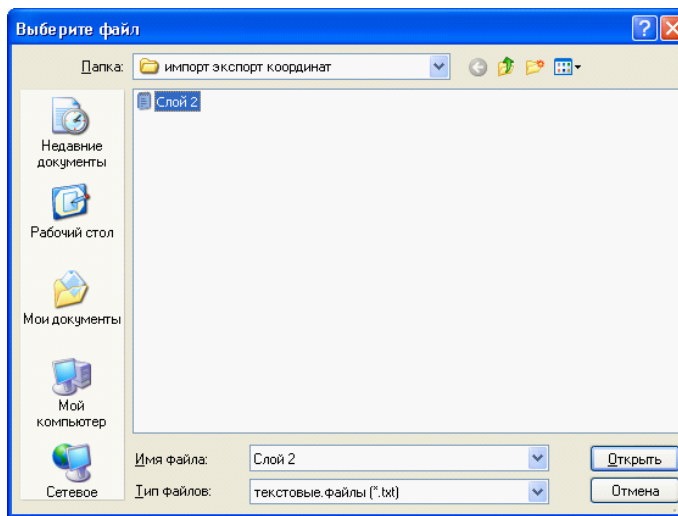 Выберите файл
Папка: импорт экспорт координат
Слой 2
Недавние
документы
Рабочий стол
Мои документы
Мой
компьютер
Сетевое
Имя файла: Слой 2 Открыть
Тип файлов: текстовые.файлы (*.txt) Отмена